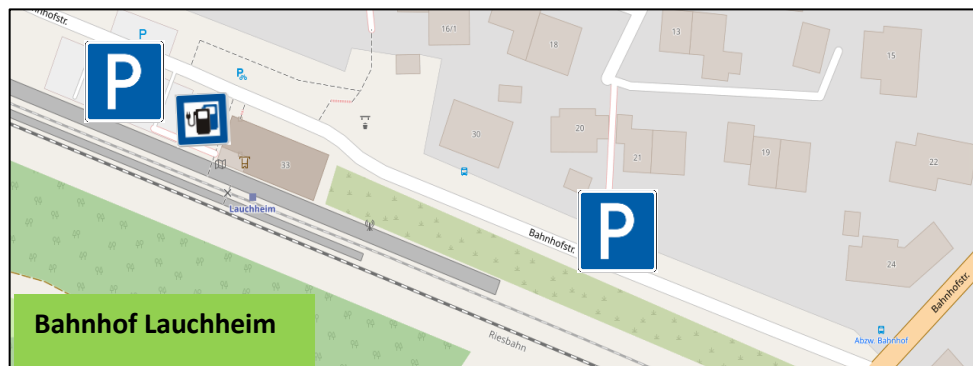 Bahnhofstr.
P
P
P
16/1
18
13
15
30
20
21
19
22
33
Lauchheim
P
Bahnhofstr.
24
Bahnhofstr.
Bahnhof Lauchheim
Riesbahn
Abzw. Bahnhof